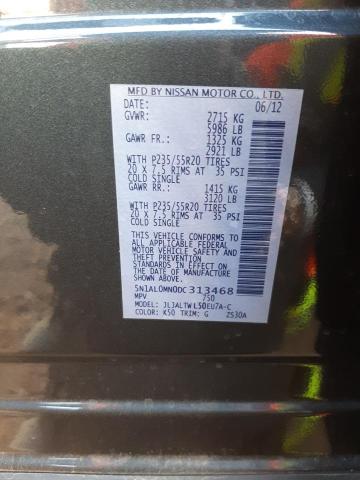 MFD BY NISSAN MOTOR CO., LTD.
DATE: 06/12
GVWR: 2715 KG
5986 LB
GAWR FR.: 1325 KG
2921 LB
WITH P235/55R20 TIRES
20 X 7.5 RIMS AT 35 PSI
COLD SINGLE
GAWR RR.: 1415 KG
3120 LB
WITH P235/55R20 TIRES
20 X 7.5 RIMS AT 35 PSI
COLD SINGLE
THIS VEHICLE CONFORMS TO ALL
APPLICABLE FEDERAL MOTOR VEHICLE
SAFETY, BUMPER, AND THEFT PREVENTION
STANDARDS IN EFFECT ON THE DATE OF
MANUFACTURE SHOWN ABOVE.
5N1AL0MN0DC313468
MPV 750
MODEL: JL3ALTWL50EU7A-C
COLOR: K50 TRIM: G ZS30A